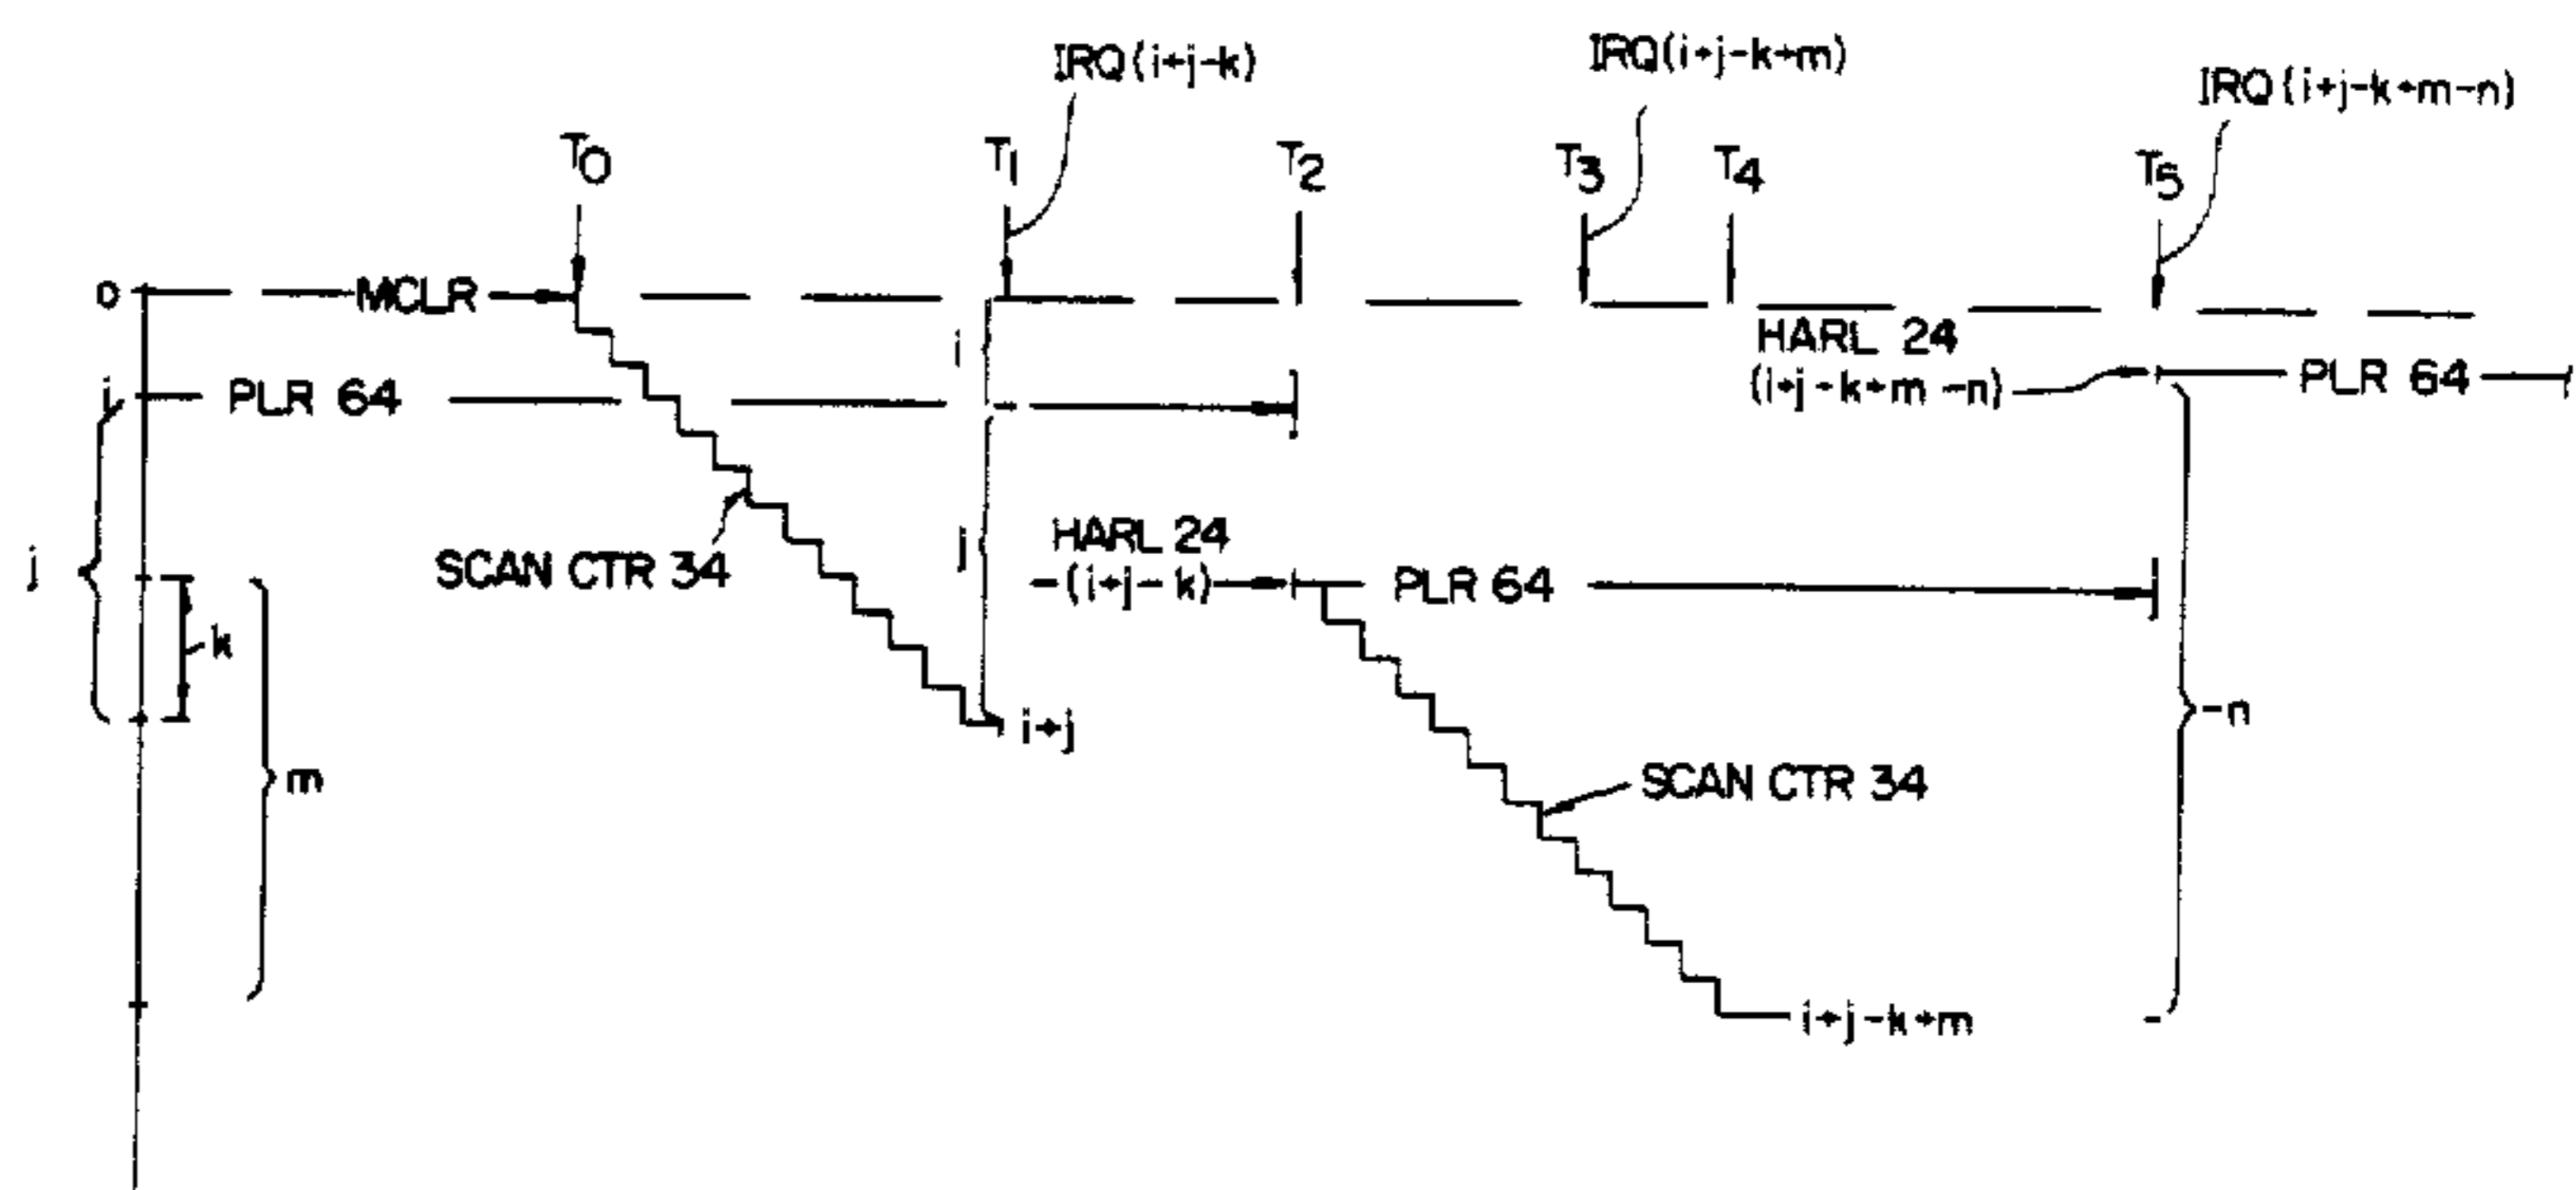 IRQ(i+j-k)
IRQ(i+j-k+m)
IRQ(i+j-k+m-n)
T0
T1
T2
T3
T4
T5
0
MCLR
i
PLR 64
i
HARL 24
(i+j-k+m-n)
PLR 64
j
SCAN CTR 34
j
HARL 24
-(i+j-k)
PLR 64
k
m
i+j
-n
SCAN CTR 34
i+j-k+m